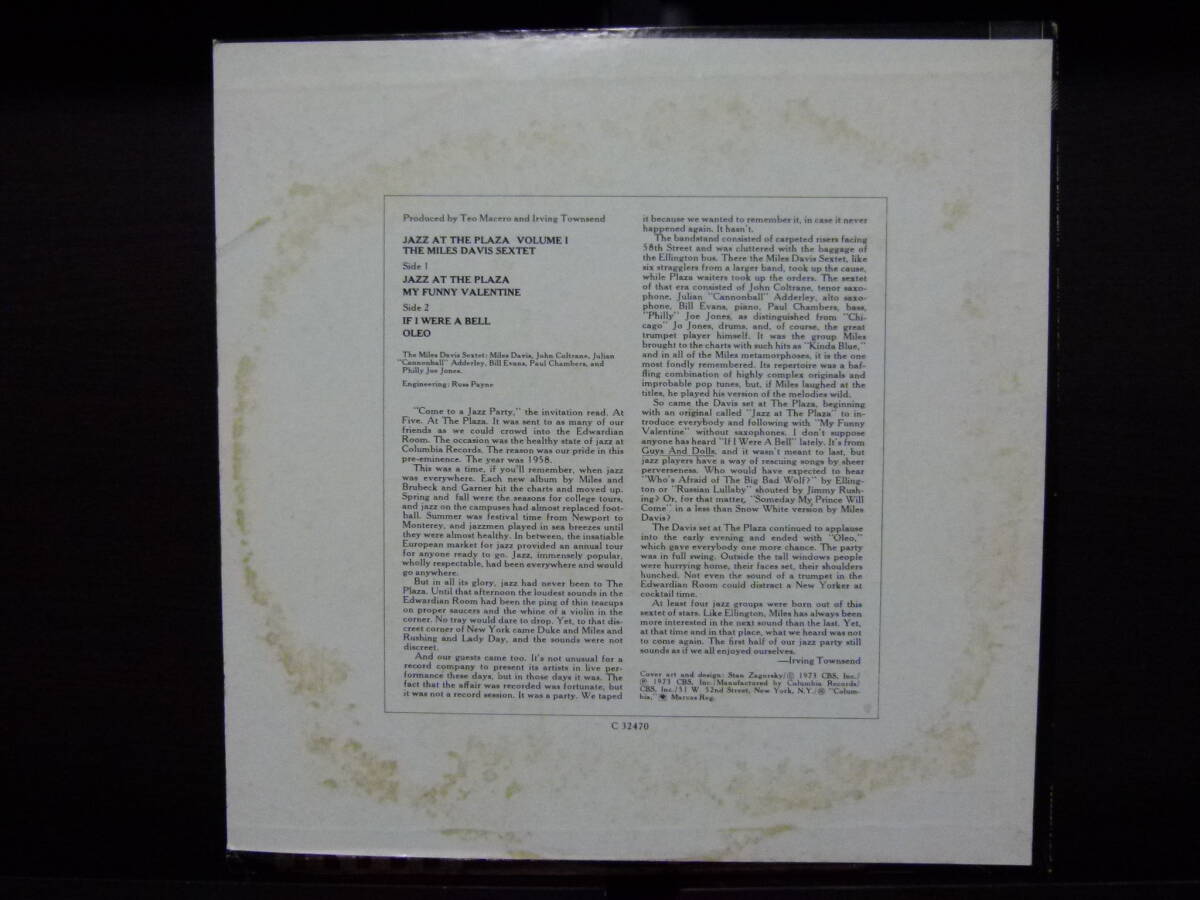 Produced by Teo Macero and Irving Townsend
JAZZ AT THE PLAZA VOLUME I
THE MILES DAVIS SEXTET
Side 1
JAZZ AT THE PLAZA
MY FUNNY VALENTINE
Side 2
IF I WERE A BELL
OLEO
The Miles Davis Sextet: Miles Davis, John Coltrane, Julian
"Cannonball" Adderley, Bill Evans, Paul Chambers, and
Philly Joe Jones.
Engineering: Russ Payne
"Come to a Jazz Party," the invitation read. At
Five. At The Plaza. It was sent to as many of our
friends as we could crowd into the Edwardian
Room. The occasion was the healthy state of jazz at
Columbia Records. The reason was our pride in this
pre-eminence. The year was 1958.
This was a time, if you'll remember, when jazz
was everywhere. Each new album by Miles and
Brubeck and Garner hit the charts and moved up.
Spring and fall were the seasons for college tours,
and jazz on the campuses had almost replaced foot-
ball. Summer was festival time from Newport to
Monterey, and jazzmen played in sea breezes until
they were almost healthy. In between, the insatiable
European market for jazz provided an annual tour
for anyone ready to go. Jazz, immensely popular,
wholly respectable, had been everywhere and would
go anywhere.
But in all its glory, jazz had never been to The
Plaza. Until that afternoon the loudest sounds in the
Edwardian Room had been the ping of thin teacups
on proper saucers and the whine of a violin in the
corner. No tray would dare to drop. Yet, to that dis-
creet corner of New York came Duke and Miles and
Rushing and Lady Day, and the sounds were not
discreet.
And our guests came too. It's not unusual for a
record company to present its artists in live per-
formance these days, but in those days it was. The
fact that the affair was recorded was fortunate, but
it was not a record session. It was a party. We taped
it because we wanted to remember it, in case it never
happened again. It hasn't.
The bandstand consisted of carpeted risers facing
58th Street and was cluttered with the baggage of
the Ellington bus. There the Miles Davis Sextet, like
six stragglers from a larger band, took up the cause,
while Plaza waiters took up the orders. The sextet
of that era consisted of John Coltrane, tenor saxo-
phone, Julian "Cannonball" Adderley, alto saxo-
phone, Bill Evans, piano, Paul Chambers, bass,
"Philly" Joe Jones, as distinguished from "Chi-
cago" Jo Jones, drums, and, of course, the great
trumpet player himself. It was the group Miles
brought to the charts with such hits as "Kinda Blue,"
and in all of the Miles metamorphoses, it is the one
most fondly remembered. Its repertoire was a baf-
fling combination of highly complex originals and
improbable pop tunes, but, if Miles laughed at the
titles, he played his version of the melodies wild.
So came the Davis set at The Plaza, beginning
with an original called "Jazz at The Plaza" to in-
troduce everybody and following with "My Funny
Valentine" without saxophones. I don't suppose
anyone has heard "If I Were A Bell" lately. It's from
Guys And Dolls, and it wasn't meant to last, but
jazz players have a way of rescuing songs by sheer
perverseness. Who would have expected to hear
"Who's Afraid of The Big Bad Wolf?" by Elling-
ton or "Russian Lullaby" shouted by Jimmy Rush-
ing? Or, for that matter, "Someday My Prince Will
Come" in a less than Snow White version by Miles
Davis?
The Davis set at The Plaza continued to applause
into the early evening and ended with "Oleo,"
which gave everybody one more chance. The party
was in full swing. Outside the tall windows people
were hurrying home, their faces set, their shoulders
hunched. Not even the sound of a trumpet in the
Edwardian Room could distract a New Yorker at
cocktail time.
At least four jazz groups were born out of this
sextet of stars. Like Ellington, Miles has always been
more interested in the next sound than the last. Yet,
at that time and in that place, what we heard was not
to come again. The first half of our jazz party still
sounds as if we all enjoyed ourselves.
—Irving Townsend
Cover art and design: Stan Zagorsky/Ⓒ 1973 CBS, Inc./
Ⓟ 1973 CBS, Inc./Manufactured by Columbia Records/
CBS, Inc./51 W. 52nd Street, New York, N.Y./® "Colum-
bia," Marcas Reg.
C 32470